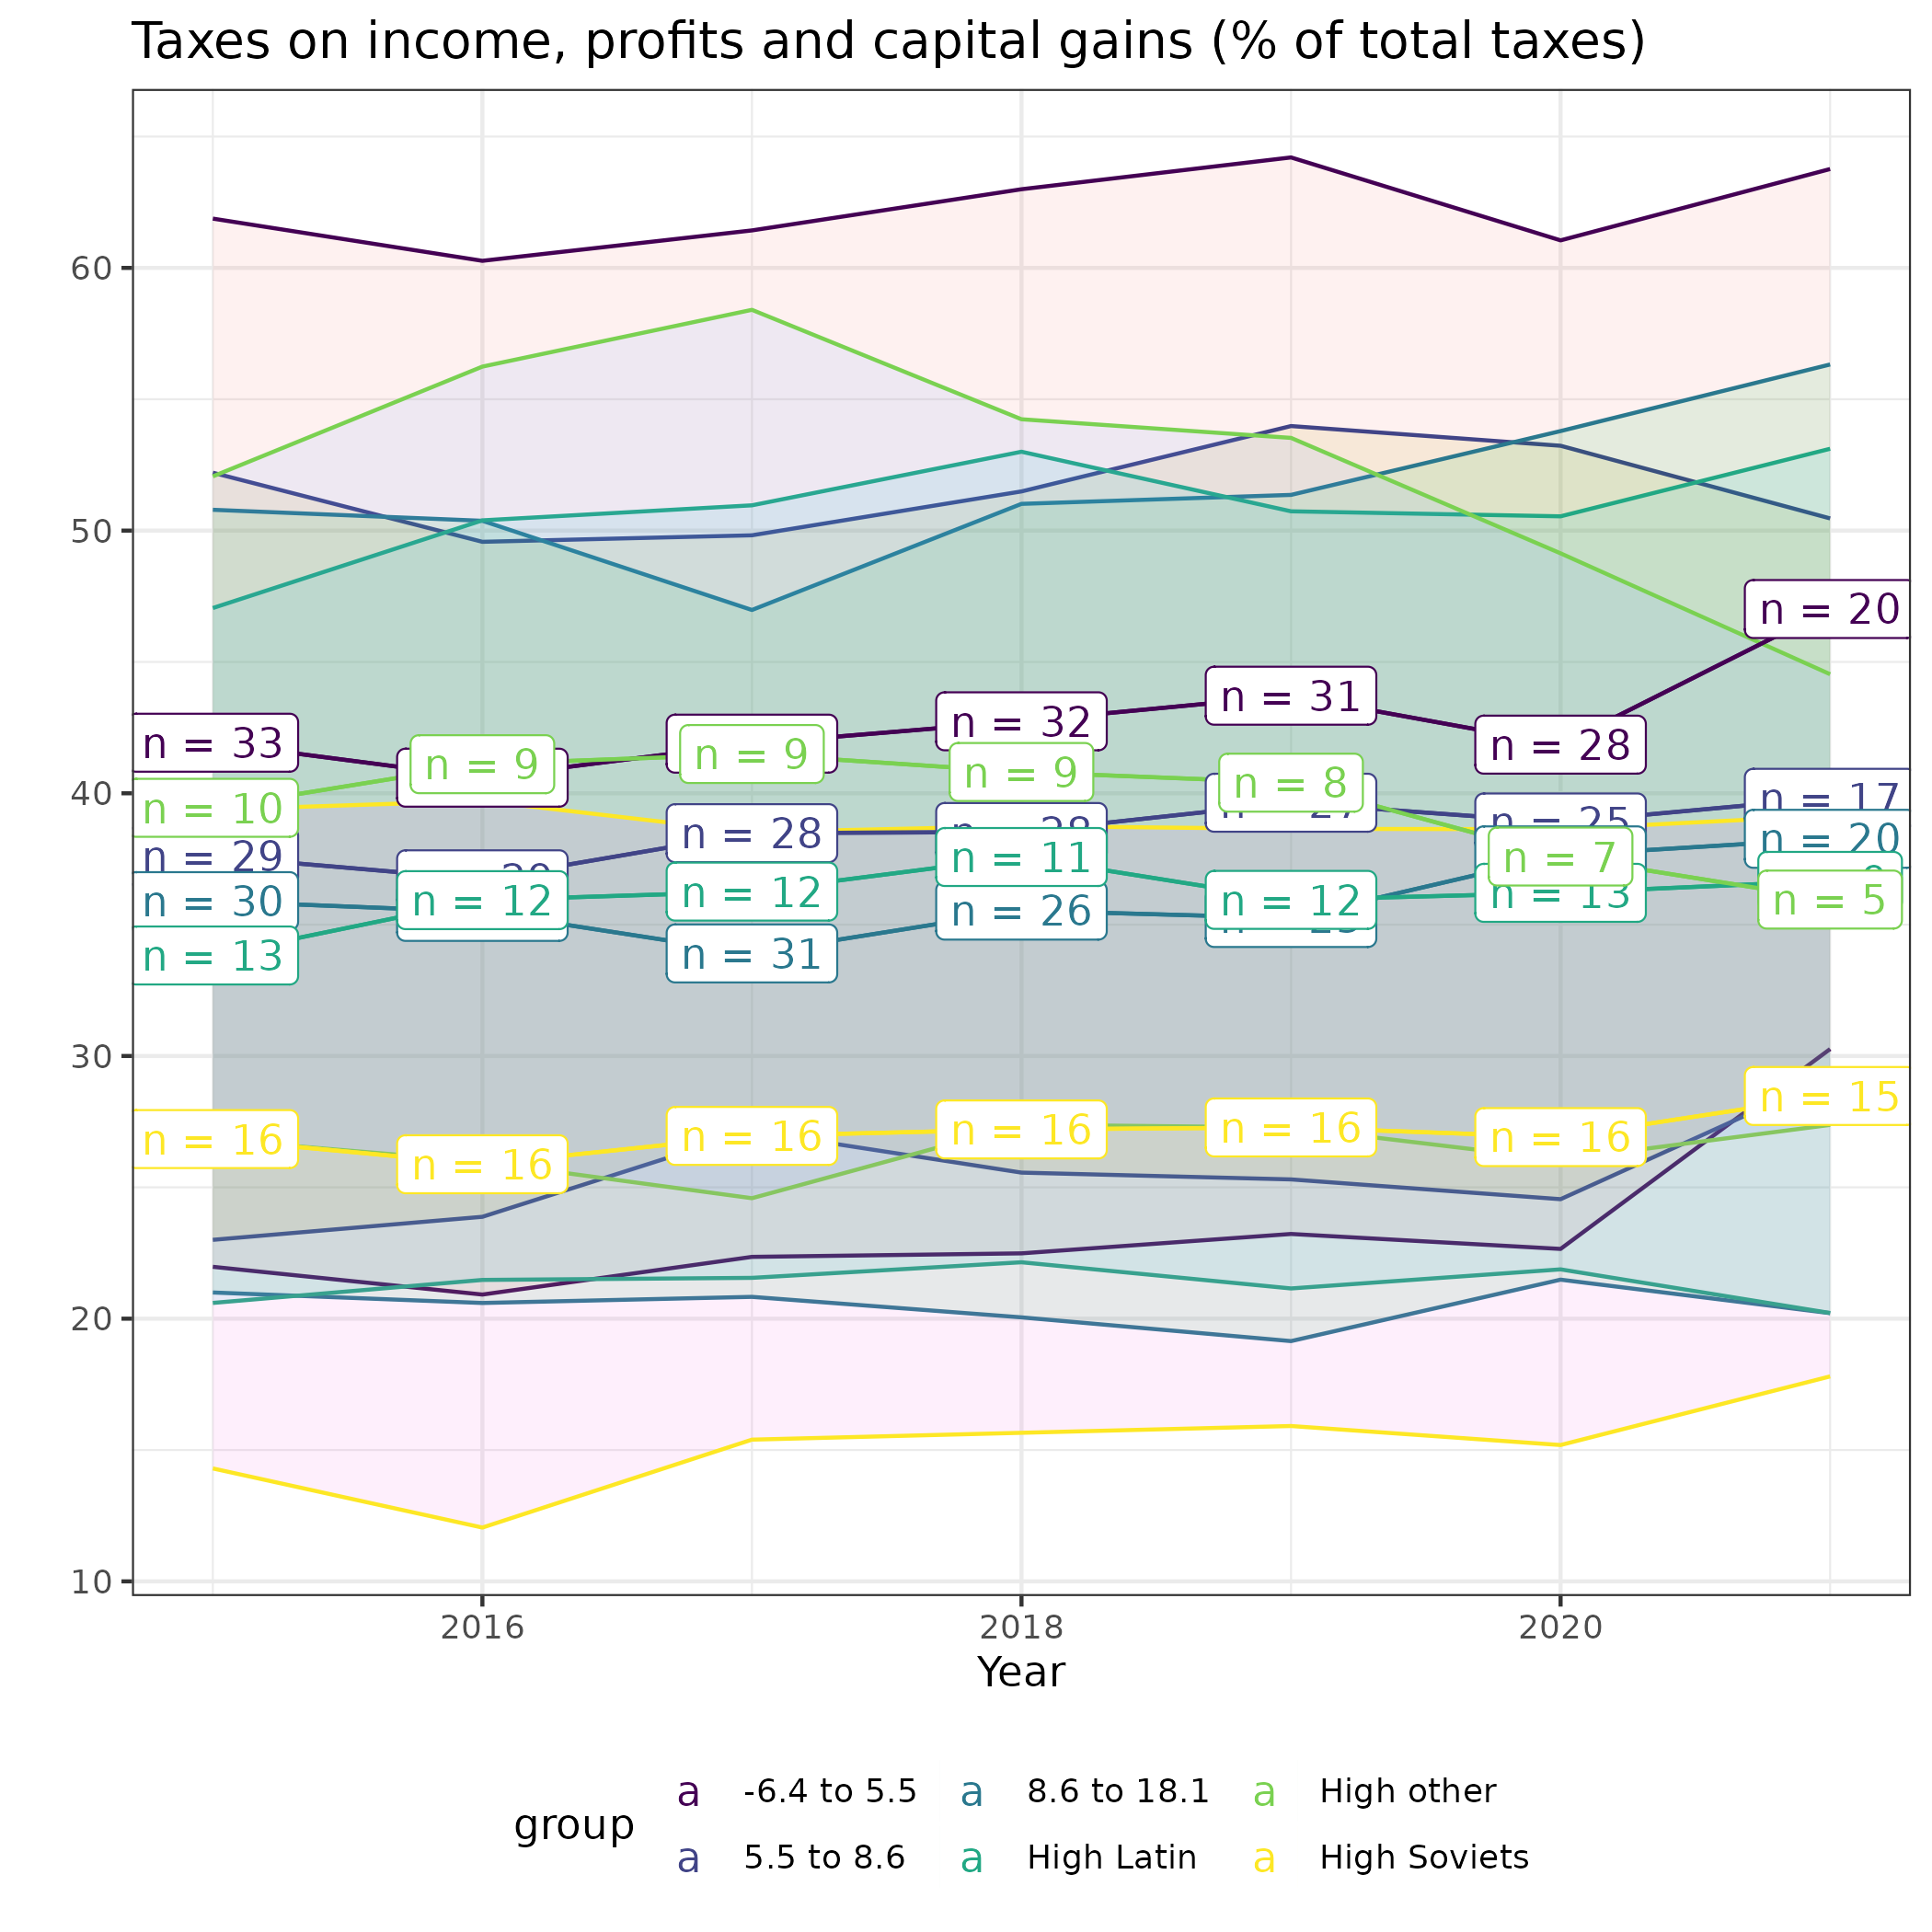 Taxes on income, profits and capital gains (% of total taxes)
60
50
40
30
20
10
n = 20
n = 33
n = 9
n = 9
n = 32
n = 31
n = 28
n = 10
n = 9
n = 8
n = 17
n = 29
n = 28
n = 28
n = 27
n = 25
n = 20
n = 30
n = 12
n = 12
n = 11
n = 12
n = 7
n = 13
n = 5
n = 13
n = 31
n = 26
n = 16
n = 16
n = 16
n = 16
n = 16
n = 16
n = 15
2016 2018 2020
Year
group
a -6.4 to 5.5 a 8.6 to 18.1 a High other
a 5.5 to 8.6 a High Latin a High Soviets